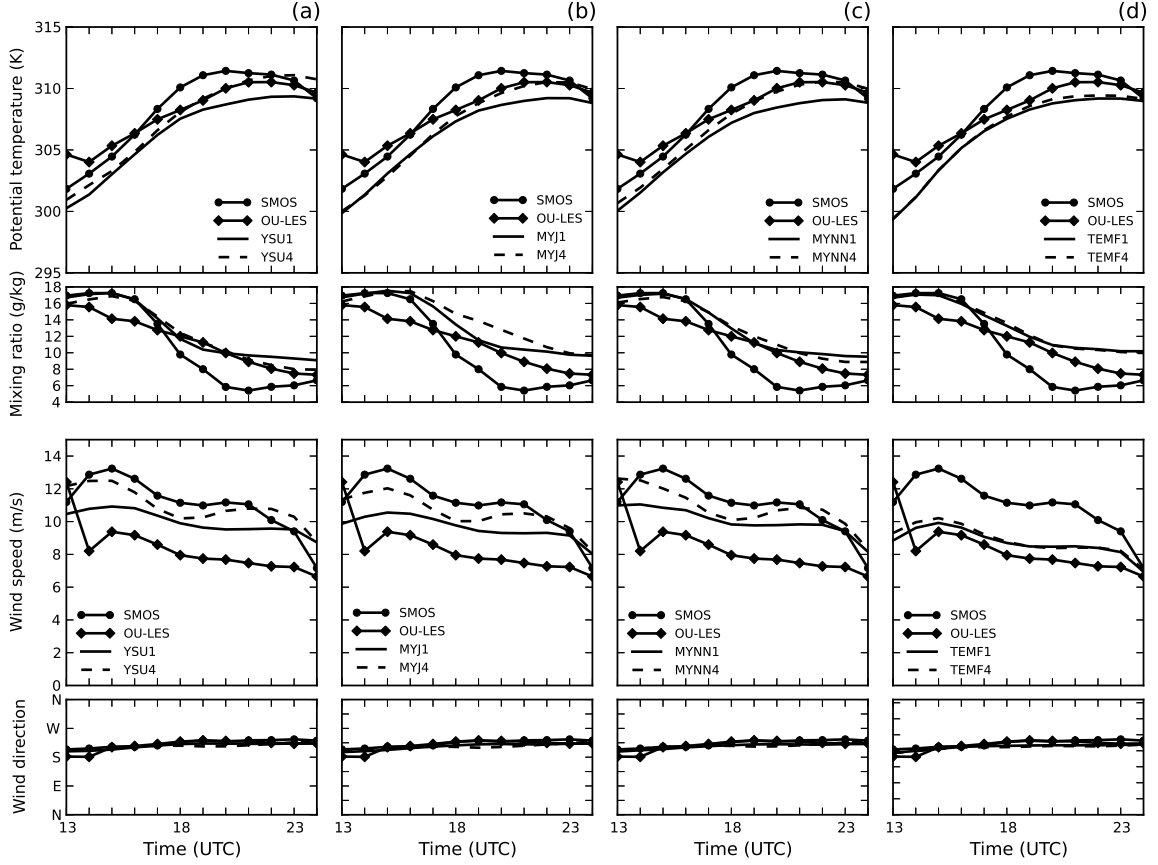 (a) (b) (c) (d)
Potential temperature (K)
315
310
305
300
295
SMOS
OU-LES
YSU1
YSU4
SMOS
OU-LES
MYJ1
MYJ4
SMOS
OU-LES
MYNN1
MYNN4
SMOS
OU-LES
TEMF1
TEMF4
Mixing ratio (g/kg)
18
16
14
12
10
8
6
4
Wind speed (m/s)
14
12
10
8
6
4
2
0
SMOS
OU-LES
YSU1
YSU4
SMOS
OU-LES
MYJ1
MYJ4
SMOS
OU-LES
MYNN1
MYNN4
SMOS
OU-LES
TEMF1
TEMF4
Wind direction
N
W
S
E
N
13 18 23 13 18 23 13 18 23 13 18 23
Time (UTC) Time (UTC) Time (UTC) Time (UTC)